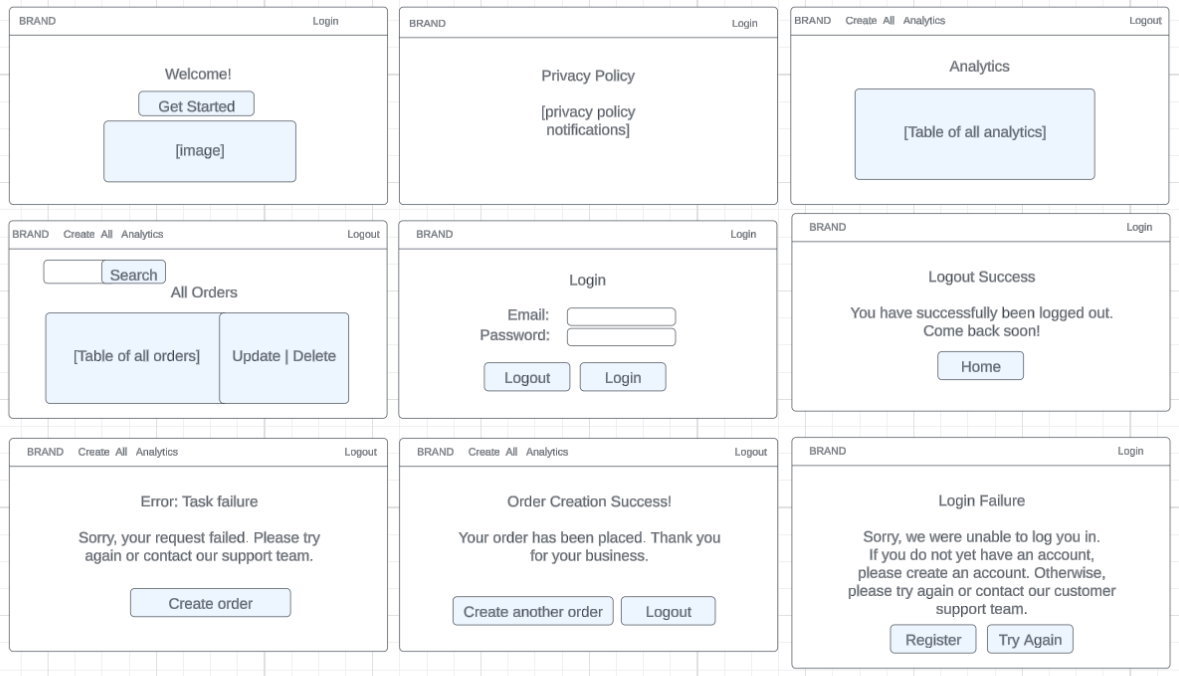 BRAND Login
Welcome!
Get Started
[image]
BRAND Login
Privacy Policy
[privacy policy
notifications]
BRAND Create All Analytics Logout
Analytics
[Table of all analytics]
BRAND Create All Analytics Logout
Search
All Orders
[Table of all orders] Update | Delete
BRAND Login
Login
Email:
Password:
Logout Login
BRAND Login
Logout Success
You have successfully been logged out.
Come back soon!
Home
BRAND Create All Analytics Logout
Error: Task failure
Sorry, your request failed. Please try
again or contact our support team.
Create order
BRAND Create All Analytics Logout
Order Creation Success!
Your order has been placed. Thank you
for your business.
Create another order Logout
BRAND Login
Login Failure
Sorry, we were unable to log you in.
If you do not yet have an account,
please create an account. Otherwise,
please try again or contact our customer
support team.
Register Try Again